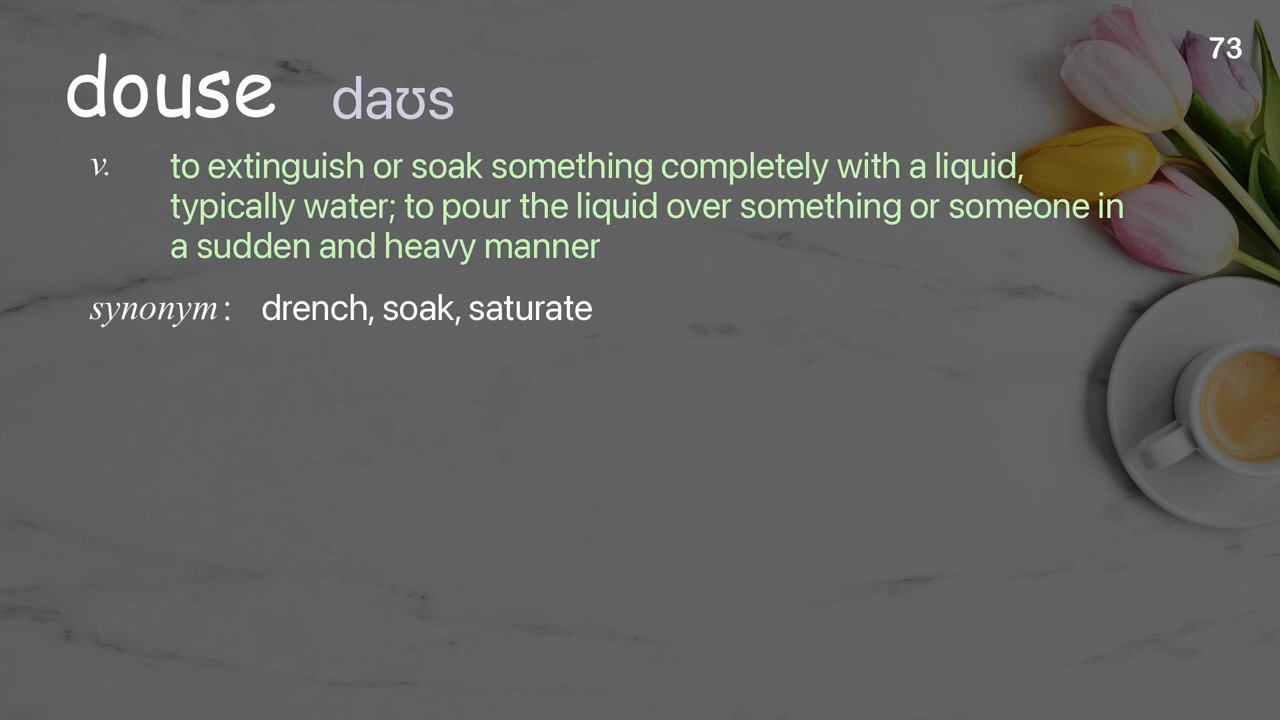 73
douse daʊs
v. to extinguish or soak something completely with a liquid,
typically water; to pour the liquid over something or someone in
a sudden and heavy manner
synonym: drench, soak, saturate